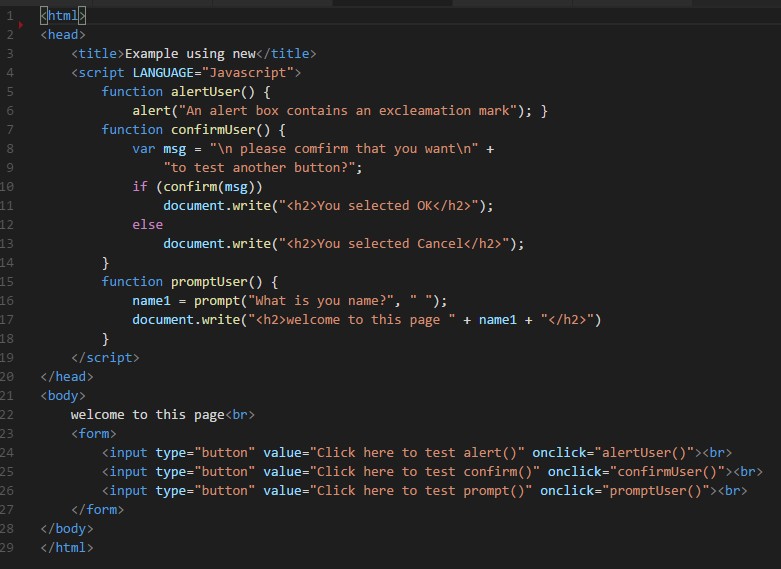 1 <html>
2 <head>
3 <title>Example using new</title>
4 <script LANGUAGE="Javascript">
5 function alertUser() {
6 alert("An alert box contains an excleamation mark"); }
7 function confirmUser() {
8 var msg = "\n please comfirm that you want\n" +
9 "to test another button?";
10 if (confirm(msg))
11 document.write("<h2>You selected OK</h2>");
12 else
13 document.write("<h2>You selected Cancel</h2>");
14 }
15 function promptUser() {
16 name1 = prompt("What is you name?", " ");
17 document.write("<h2>welcome to this page " + name1 + "</h2>")
18 }
19 </script>
20 </head>
21 <body>
22 welcome to this page<br>
23 <form>
24 <input type="button" value="Click here to test alert()" onclick="alertUser()"><br>
25 <input type="button" value="Click here to test confirm()" onclick="confirmUser()"><br>
26 <input type="button" value="Click here to test prompt()" onclick="promptUser()"><br>
27 </form>
28 </body>
29 </html>